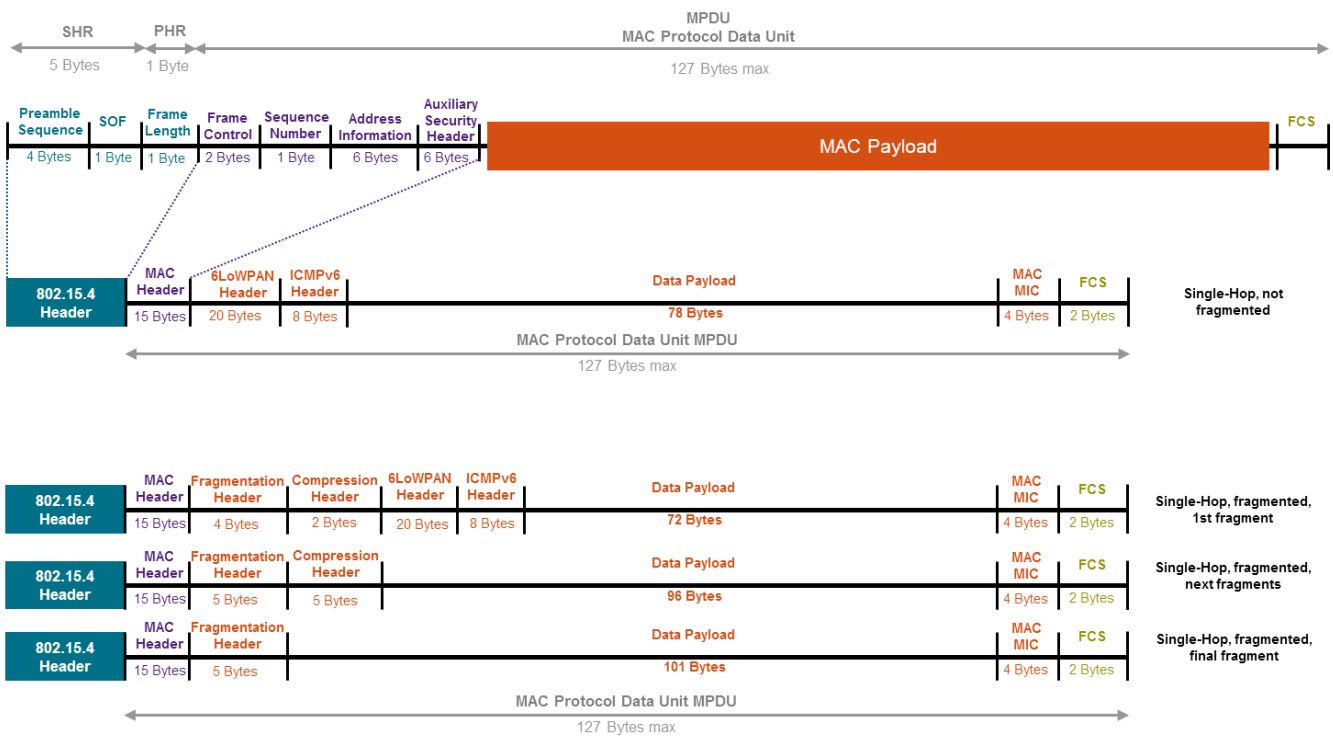 MPDU
SHR
PHR
MAC Protocol Data Unit
5 Bytes
1 Byte
127 Bytes max
Preamble
Sequence
SOF
Frame
Length
Frame
Control
Sequence
Number
Address
Information
Auxiliary
Security
Header
MAC Payload
FCS
4 Bytes
1 Byte
1 Byte
2 Bytes
1 Byte
6 Bytes
6 Bytes
802.15.4
Header
MAC
Header
6LoWPAN
Header
ICMPv6
Header
Data Payload
MAC
MIC
FCS
Single-Hop, not
fragmented
15 Bytes
20 Bytes
8 Bytes
78 Bytes
4 Bytes
2 Bytes
MAC Protocol Data Unit MPDU
127 Bytes max
802.15.4
Header
MAC
Header
Fragmentation
Header
Compression
Header
6LoWPAN
Header
ICMPv6
Header
Data Payload
MAC
MIC
FCS
Single-Hop, fragmented,
1st fragment
15 Bytes
4 Bytes
2 Bytes
20 Bytes
8 Bytes
72 Bytes
4 Bytes
2 Bytes
802.15.4
Header
MAC
Header
Fragmentation
Header
Compression
Header
Data Payload
MAC
MIC
FCS
Single-Hop, fragmented,
next fragments
15 Bytes
5 Bytes
5 Bytes
96 Bytes
4 Bytes
2 Bytes
802.15.4
Header
MAC
Header
Fragmentation
Header
Data Payload
MAC
MIC
FCS
Single-Hop, fragmented,
final fragment
15 Bytes
5 Bytes
101 Bytes
4 Bytes
2 Bytes
MAC Protocol Data Unit MPDU
127 Bytes max